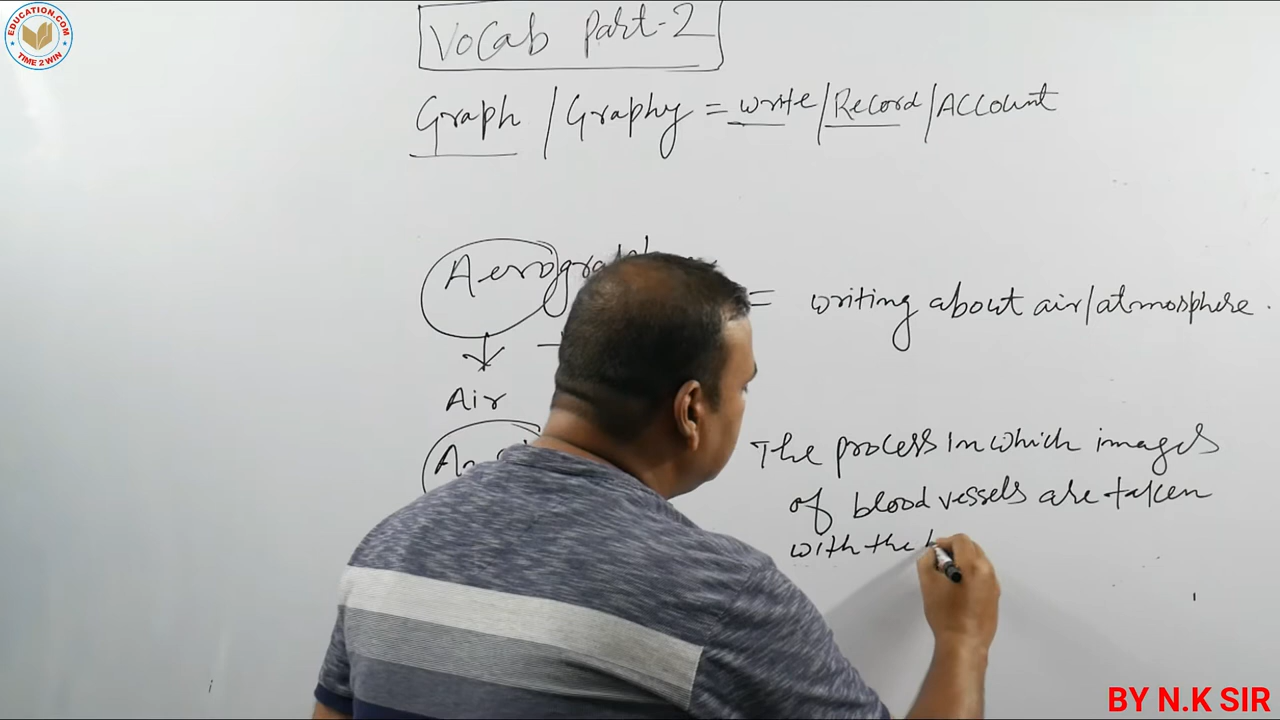 EDUCATION.COM
TIME 2 WIN
Vocab Part-2
Graph / Graphy = write / Record / Account
= writing about air/atmosphere.
Air
The process in which images
of blood vessels are taken
with the
BY N.K SIR